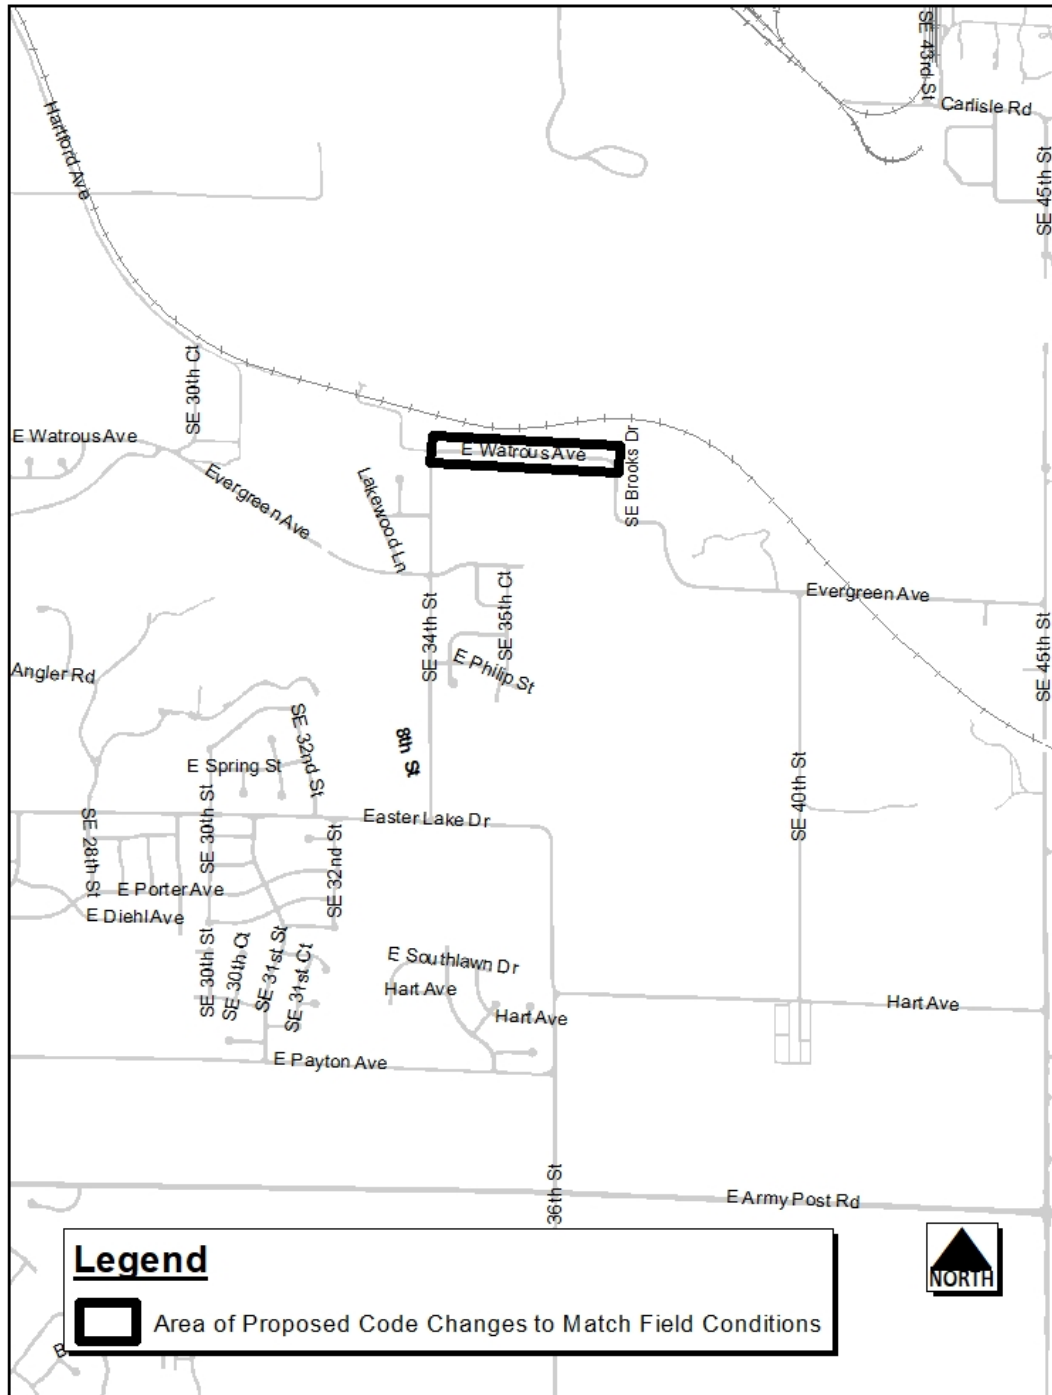 SE 43rd St
Carlisle Rd
Hartford Ave
SE 45th St
SE 30th Ct
E Watrous Ave
E Watrous Ave
SE Brooks Dr
Evergreen Ave
Lakewood Ln
SE 34th St
SE 35th Ct
Evergreen Ave
SE 45th St
E Philip St
Angler Rd
SE 32nd St
8th St
E Spring St
SE 40th St
SE 28th St
SE 30th St
Easter Lake Dr
SE 32nd St
E Porter Ave
E Diehl Ave
SE 30th St
SE 30th Ct
SE 31st St
SE 31st Ct
E Southlawn Dr
Hart Ave
Hart Ave
Hart Ave
E Payton Ave
36th St
E Army Post Rd
Legend
Area of Proposed Code Changes to Match Field Conditions
NORTH